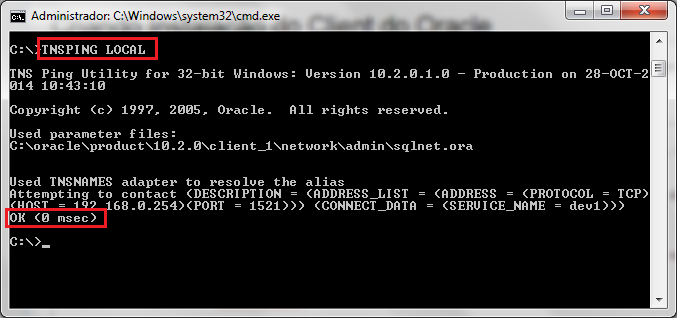 Administrador: C:\Windows\system32\cmd.exe
C:\>TNSPING LOCAL
TNS Ping Utility for 32-bit Windows: Version 10.2.0.1.0 - Production on 28-OCT-2
014 10:43:10
Copyright (c) 1997, 2005, Oracle.  All rights reserved.
Used parameter files:
C:\oracle\product\10.2.0\client_1\network\admin\sqlnet.ora
Used TNSNAMES adapter to resolve the alias
Attempting to contact (DESCRIPTION = (ADDRESS_LIST = (ADDRESS = (PROTOCOL = TCP)
(HOST = 192.168.0.254)(PORT = 1521))) (CONNECT_DATA = (SERVICE_NAME = dev1)))
OK (0 msec)
C:\>_